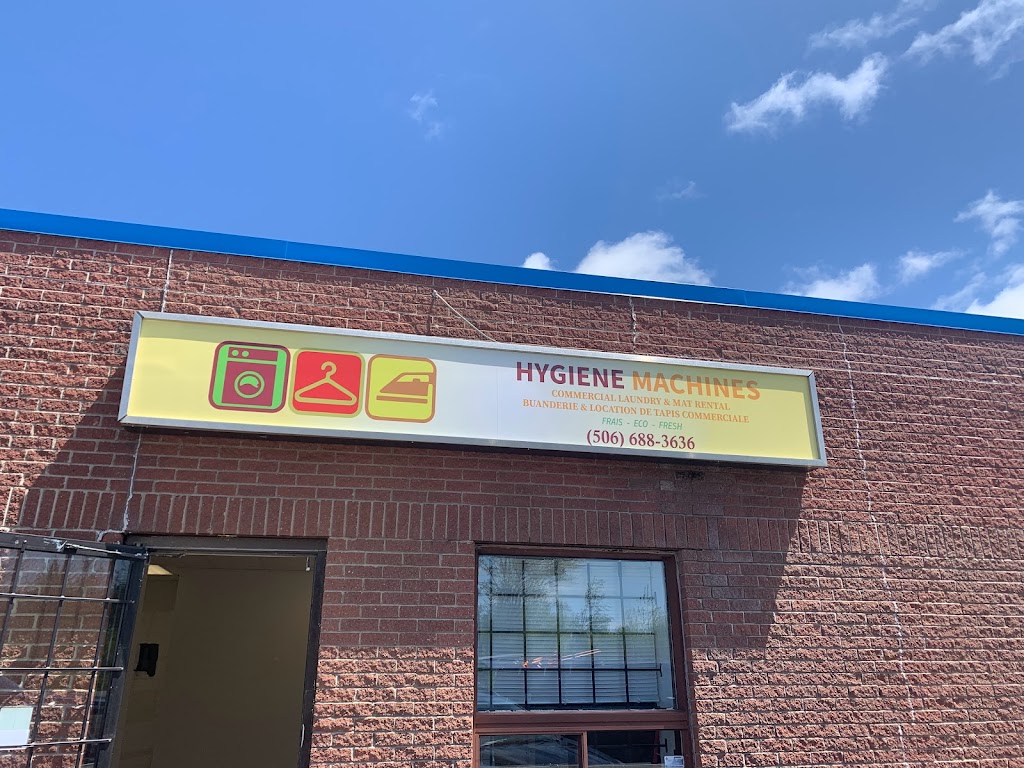 HYGIENE MACHINES
COMMERCIAL LAUNDRY & MAT RENTAL
BUANDERIE & LOCATION DE TAPIS COMMERCIALE
FRAIS - ECO - FRESH
(506) 688-3636